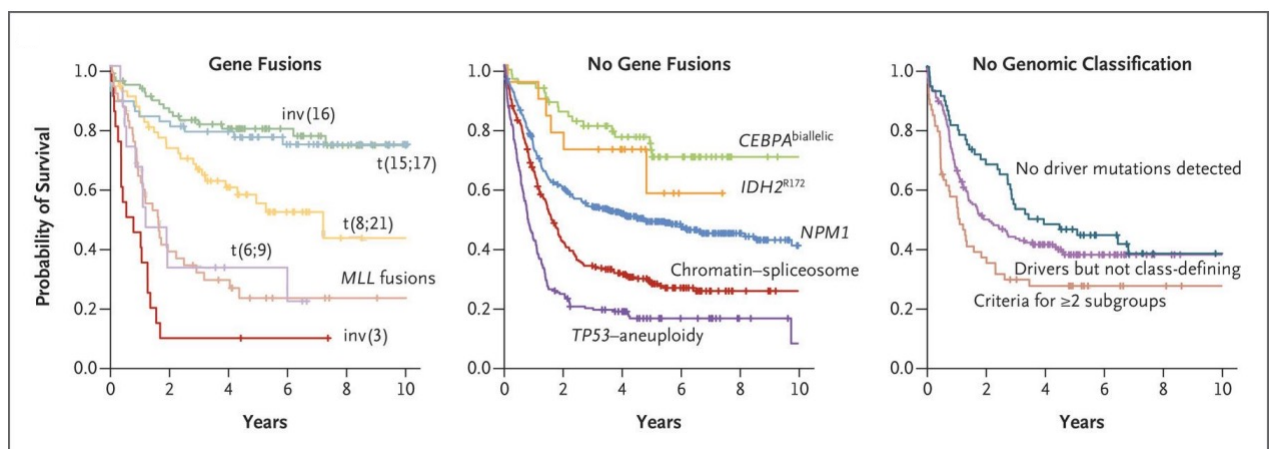 Gene Fusions
Probability of Survival
1.0
0.8
0.6
0.4
0.2
0.0
inv(16)
t(15;17)
t(8;21)
t(6;9)
MLL fusions
inv(3)
0 2 4 6 8 10
Years
No Gene Fusions
1.0
0.8
0.6
0.4
0.2
0.0
CEBPAbiallelic
IDH2R172
NPM1
Chromatin–spliceosome
TP53–aneuploidy
0 2 4 6 8 10
Years
No Genomic Classification
1.0
0.8
0.6
0.4
0.2
0.0
No driver mutations detected
Drivers but not class-defining
Criteria for ≥2 subgroups
0 2 4 6 8 10
Years